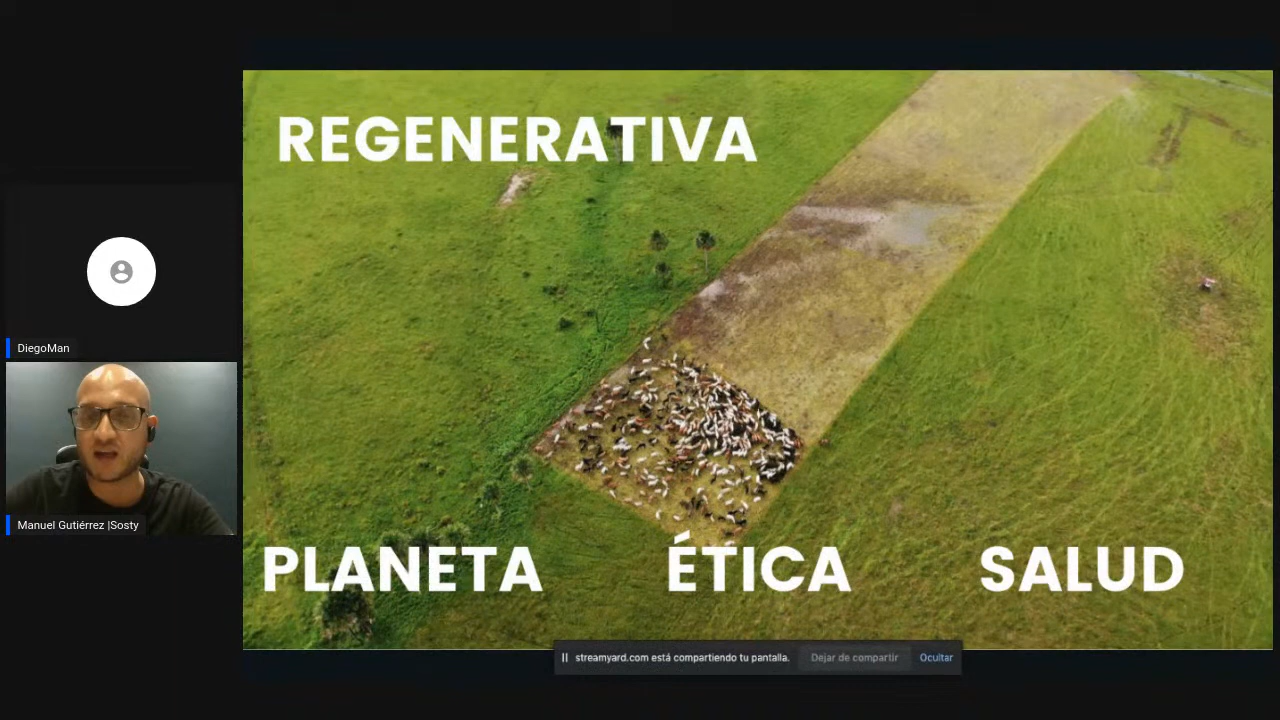 REGENERATIVA
DiegoMan
Manuel Gutiérrez |Sosty
PLANETA ÉTICA SALUD
streamyard.com está compartiendo tu pantalla. Dejar de compartir Ocultar